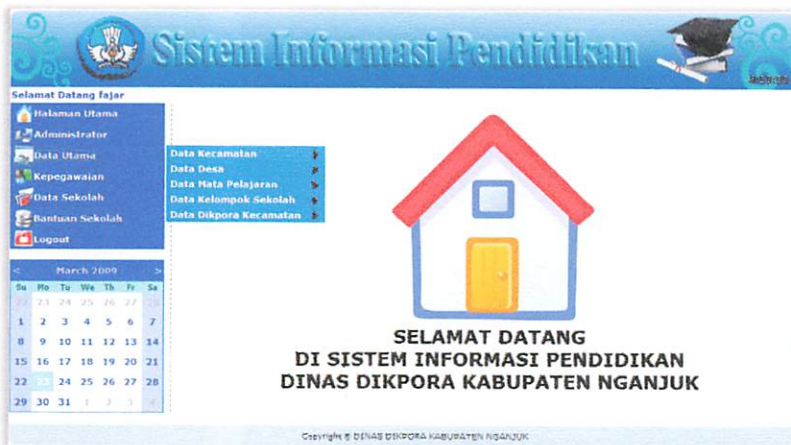 Sistem Informasi Pendidikan
Selamat Datang fajar
Halaman Utama
Administrator
Data Utama
Kepegawaian
Data Sekolah
Bantuan Sekolah
Logout
Data Kecamatan
Data Desa
Data Mata Pelajaran
Data Kelompok Sekolah
Data Dikpora Kecamatan
< March 2009 >
Su Mo Tu We Th Fr Sa
22 23 24 25 26 27 28
1 2 3 4 5 6 7
8 9 10 11 12 13 14
15 16 17 18 19 20 21
22 23 24 25 26 27 28
29 30 31 1 2 3 4
SELAMAT DATANG
DI SISTEM INFORMASI PENDIDIKAN
DINAS DIKPORA KABUPATEN NGANJUK
Copyright © DINAS DIKPORA KABUPATEN NGANJUK